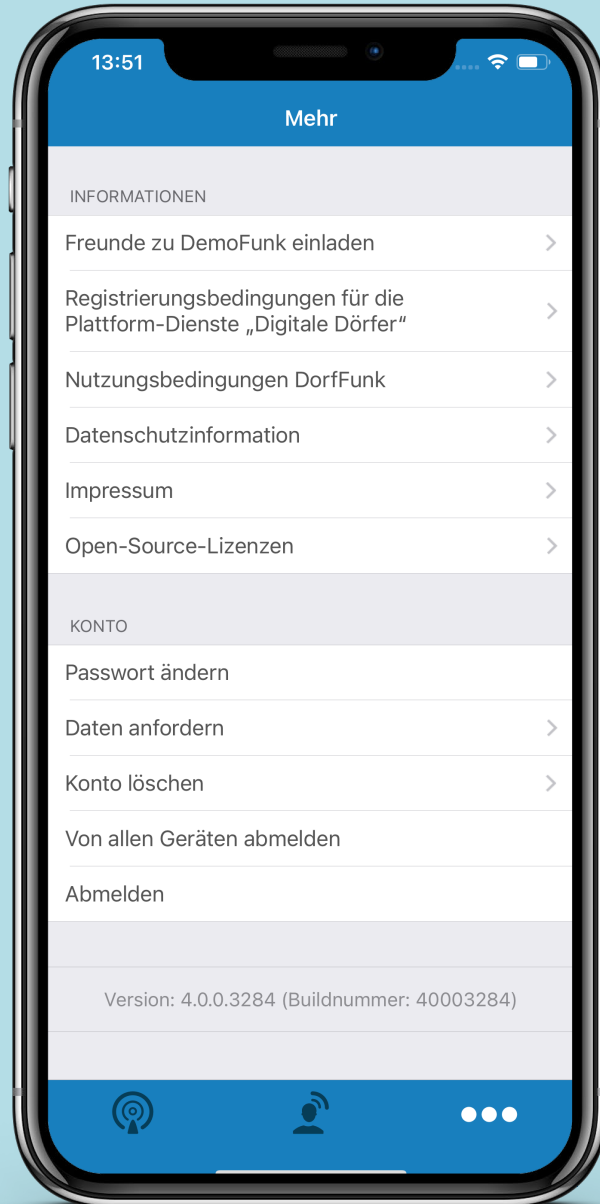 13:51
Mehr
INFORMATIONEN
Freunde zu DemoFunk einladen
Registrierungsbedingungen für die
Plattform-Dienste „Digitale Dörfer“
Nutzungsbedingungen DorfFunk
Datenschutzinformation
Impressum
Open-Source-Lizenzen
KONTO
Passwort ändern
Daten anfordern
Konto löschen
Von allen Geräten abmelden
Abmelden
Version: 4.0.0.3284 (Buildnummer: 40003284)